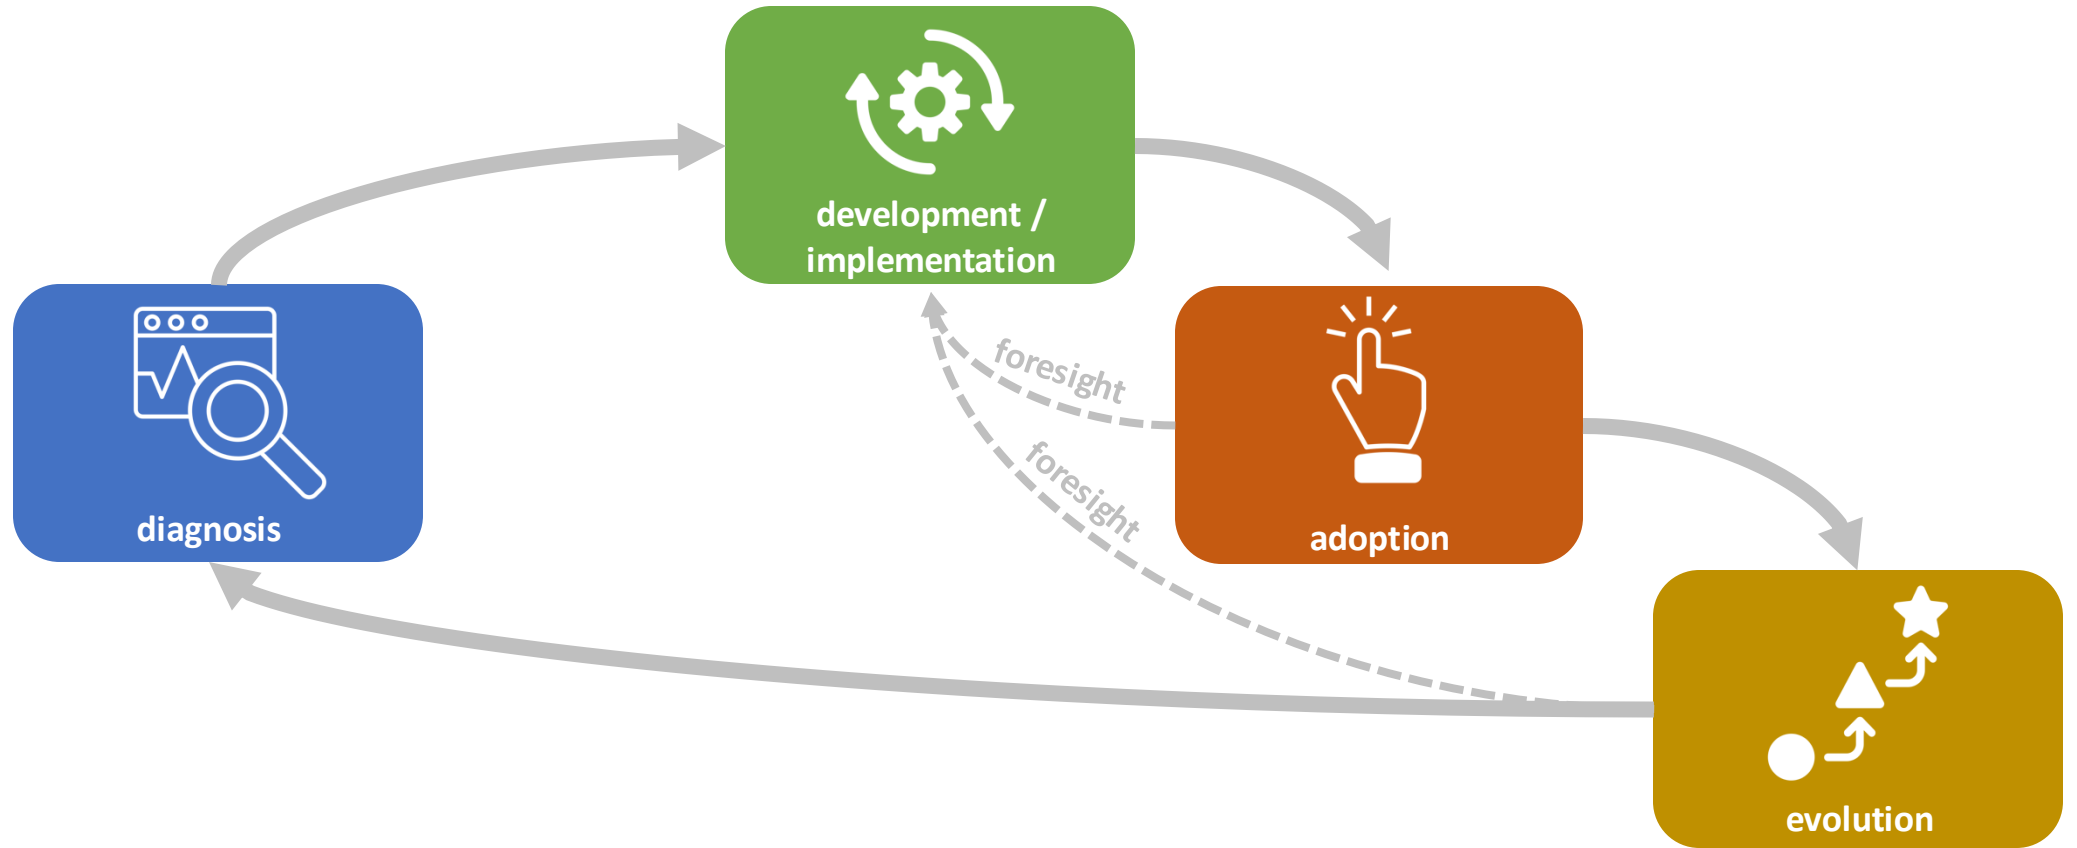 development /
implementation
foresight
foresight
diagnosis
adoption
evolution